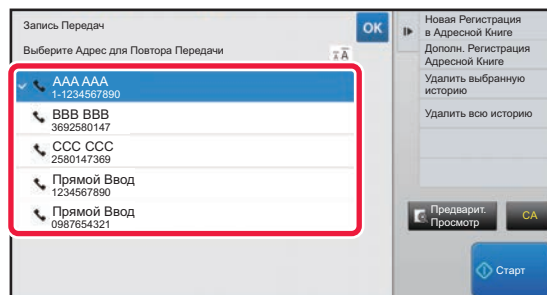 Запись Передач
OK
Выберите Адрес для Повтора Передачи
AAA AAA
1-1234567890
BBB BBB
3692580147
CCC CCC
2580147369
Прямой Ввод
1234567890
Прямой Ввод
0987654321
Новая Регистрация
в Адресной Книге
Дополн. Регистрация
Адресной Книге
Удалить выбранную
историю
Удалить всю историю
Предварит.
Просмотр
CA
Старт